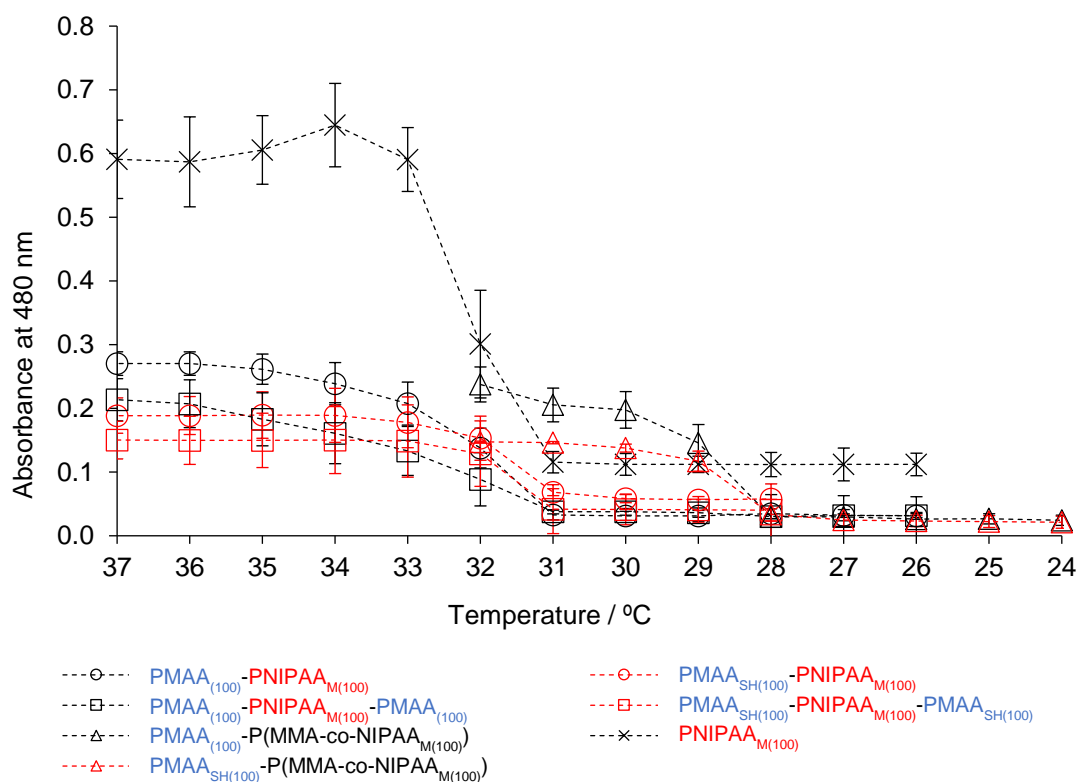 0.8
0.7
0.6
0.5
0.4
0.3
0.2
0.1
0.0
Absorbance at 480 nm
37 36 35 34 33 32 31 30 29 28 27 26 25 24
Temperature / ºC
PMAA(100)-PNIPAAM(100)
PMAA(100)-PNIPAAM(100)-PMAA(100)
PMAA(100)-P(MMA-co-NIPAAM(100))
PMAASH(100)-P(MMA-co-NIPAAM(100))
PMAASH(100)-PNIPAAM(100)
PMAASH(100)-PNIPAAM(100)-PMAASH(100)
PNIPAAM(100)